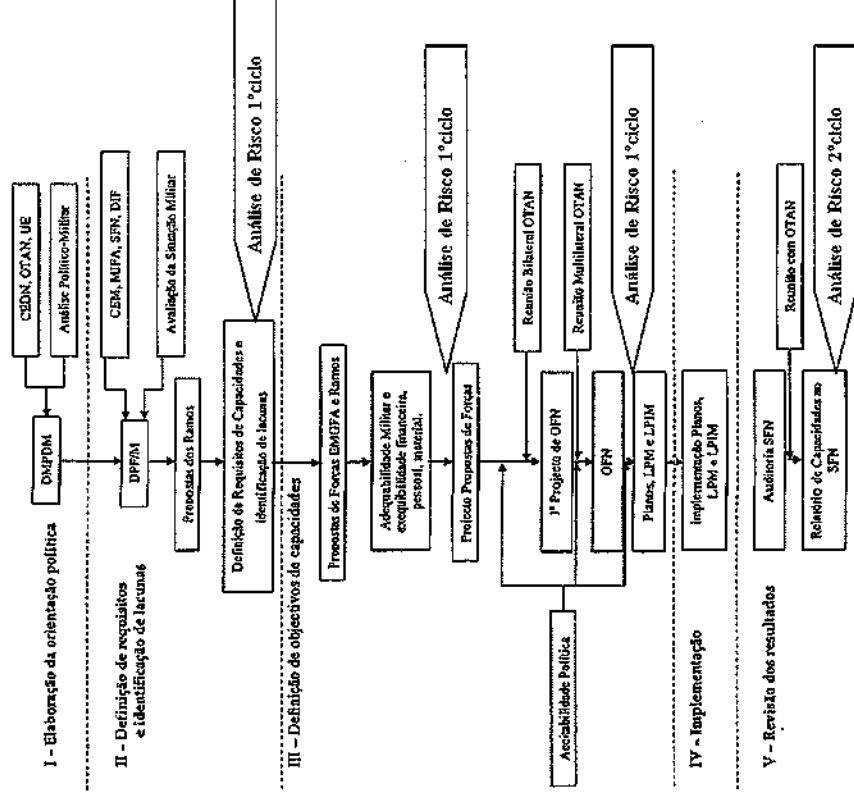 I - Elaboração da orientação política
CEDN, OTAN, UE
Análise Político-Militar
DMPDM
II - Definição de requisitos
e identificação de lacunas
CEM, MIFA, SFN, DIF
Avaliação da Situação Militar
DPF/M
Propostas dos Ramos
Definição de Requisitos de Capacidades e
identificação de lacunas
Análise de Risco 1ºciclo
III - Definição de objectivos de capacidades
Propostas de Forças EMGFA e Ramos
Adequabilidade Militar e
exequibilidade financeira,
pessoal, material.
Projecto Propostas de Forças
Análise de Risco 1ºciclo
Reunião Bilateral OTAN
1º Projecto de OFN
Reunião Multilateral OTAN
OFN
Aceitabilidade Política
Planos, LPM e LPIM
Análise de Risco 1ºciclo
IV - Implementação
implementação Planos,
LPM e LPIM
V - Revisão dos resultados
Auditoria SFN
Reunião com OTAN
Relatório de Capacidades ao
SFN
Análise de Risco 2ºciclo